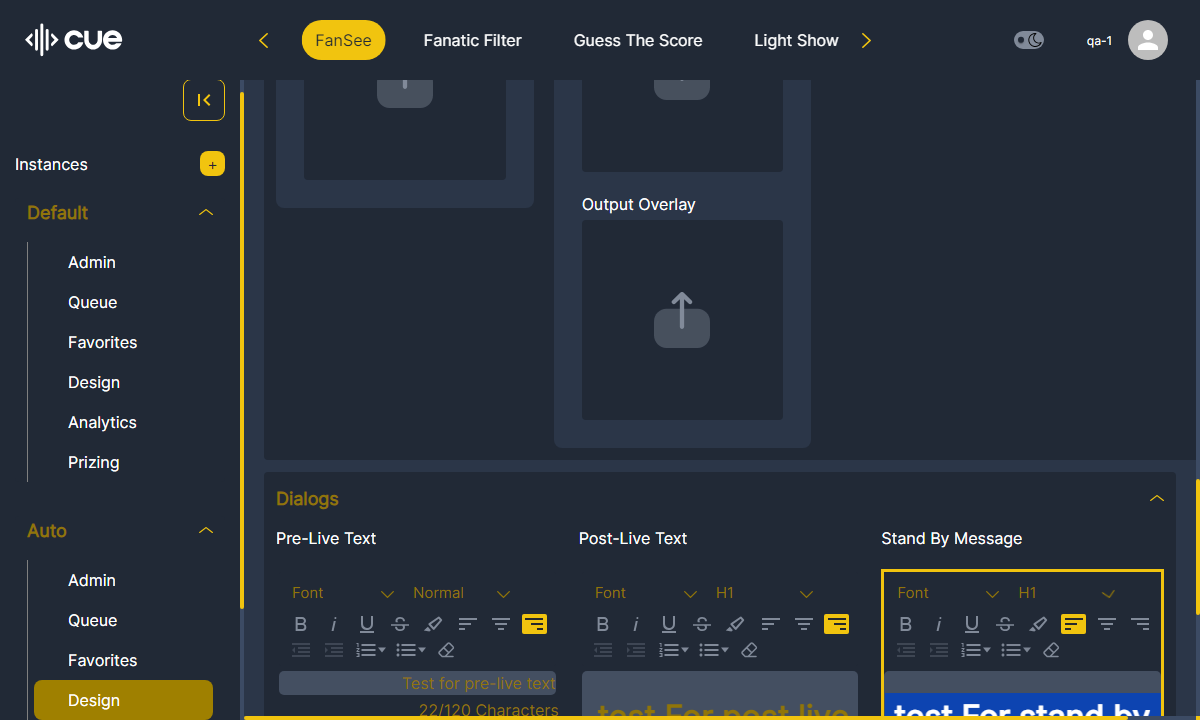 cue
FanSee
Fanatic Filter
Guess The Score
Light Show
qa-1
Instances
+
Default
Admin
Queue
Favorites
Design
Analytics
Prizing
Auto
Admin
Queue
Favorites
Design
Output Overlay
Dialogs
Pre-Live Text
Font
Normal
B i U S
Test for pre-live text
22/120 Characters
Post-Live Text
Font
H1
B i U S
test For post live
Stand By Message
Font
H1
B i U S
test For stand by